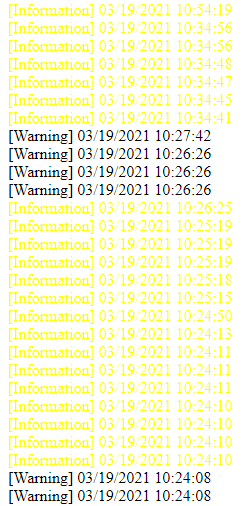 [Information] 03/19/2021 10:54:19
[Information] 03/19/2021 10:34:56
[Information] 03/19/2021 10:34:56
[Information] 03/19/2021 10:34:48
[Information] 03/19/2021 10:34:47
[Information] 03/19/2021 10:34:45
[Information] 03/19/2021 10:34:41
[Warning] 03/19/2021 10:27:42
[Warning] 03/19/2021 10:26:26
[Warning] 03/19/2021 10:26:26
[Warning] 03/19/2021 10:26:26
[Information] 03/19/2021 10:26:25
[Information] 03/19/2021 10:25:19
[Information] 03/19/2021 10:25:19
[Information] 03/19/2021 10:25:19
[Information] 03/19/2021 10:25:18
[Information] 03/19/2021 10:25:15
[Information] 03/19/2021 10:24:50
[Information] 03/19/2021 10:24:13
[Information] 03/19/2021 10:24:11
[Information] 03/19/2021 10:24:11
[Information] 03/19/2021 10:24:11
[Information] 03/19/2021 10:24:10
[Information] 03/19/2021 10:24:10
[Information] 03/19/2021 10:24:10
[Information] 03/19/2021 10:24:10
[Warning] 03/19/2021 10:24:08
[Warning] 03/19/2021 10:24:08